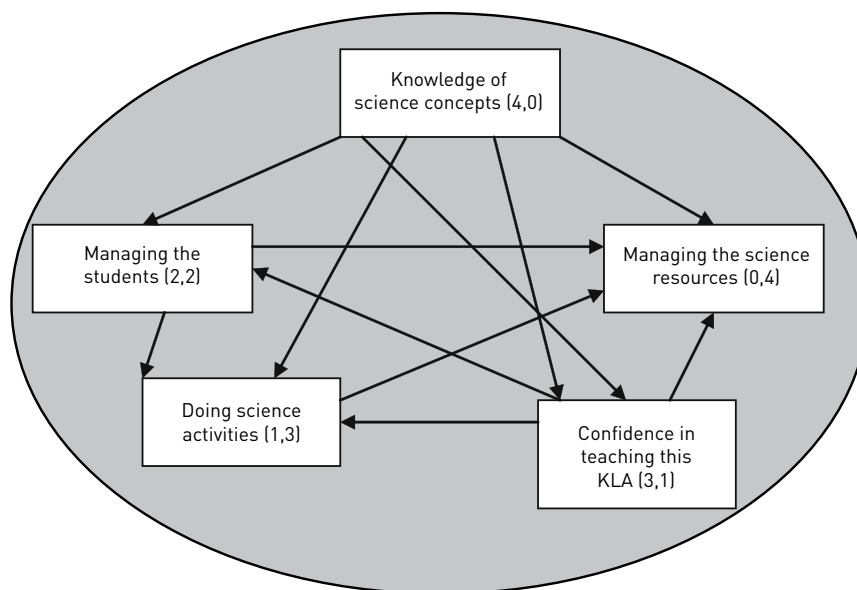 Knowledge of
science concepts (4,0)
Managing the
students (2,2)
Managing the science
resources (0,4)
Doing science
activities (1,3)
Confidence in
teaching this
KLA (3,1)